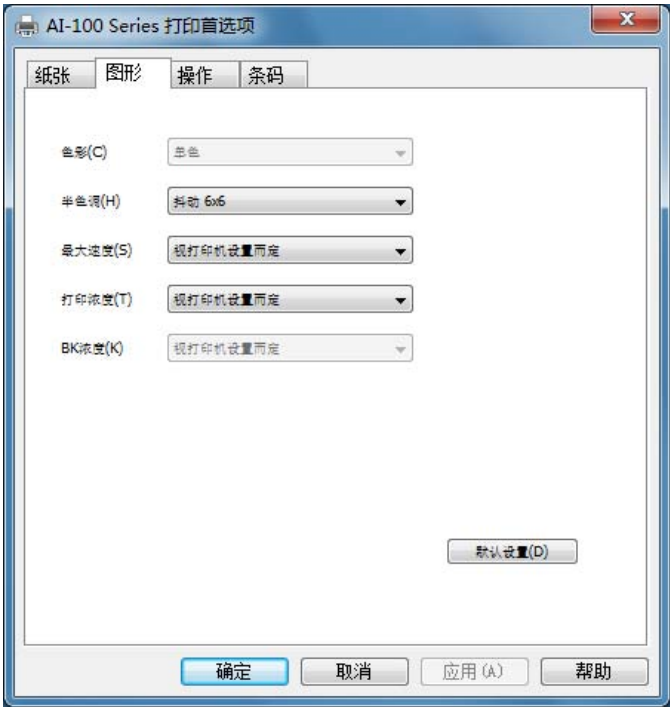 AI-100 Series 打印首选项
纸张 图形 操作 条码
色彩(C) 单色
半色调(H) 抖动 6x6
最大速度(S) 视打印机设置而定
打印浓度(T) 视打印机设置而定
BK浓度(K) 视打印机设置而定
默认设置(D)
确定 取消 应用(A) 帮助